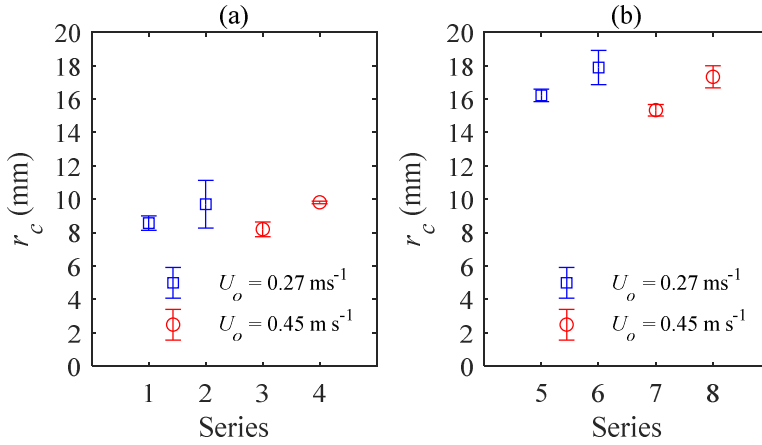 (a)
20
18
16
14
12
10
8
6
4
2
0
r_c (mm)
U_o = 0.27 ms^-1
U_o = 0.45 m s^-1
1 2 3 4
Series
(b)
20
18
16
14
12
10
8
6
4
2
0
r_c (mm)
U_o = 0.27 ms^-1
U_o = 0.45 m s^-1
5 6 7 8
Series